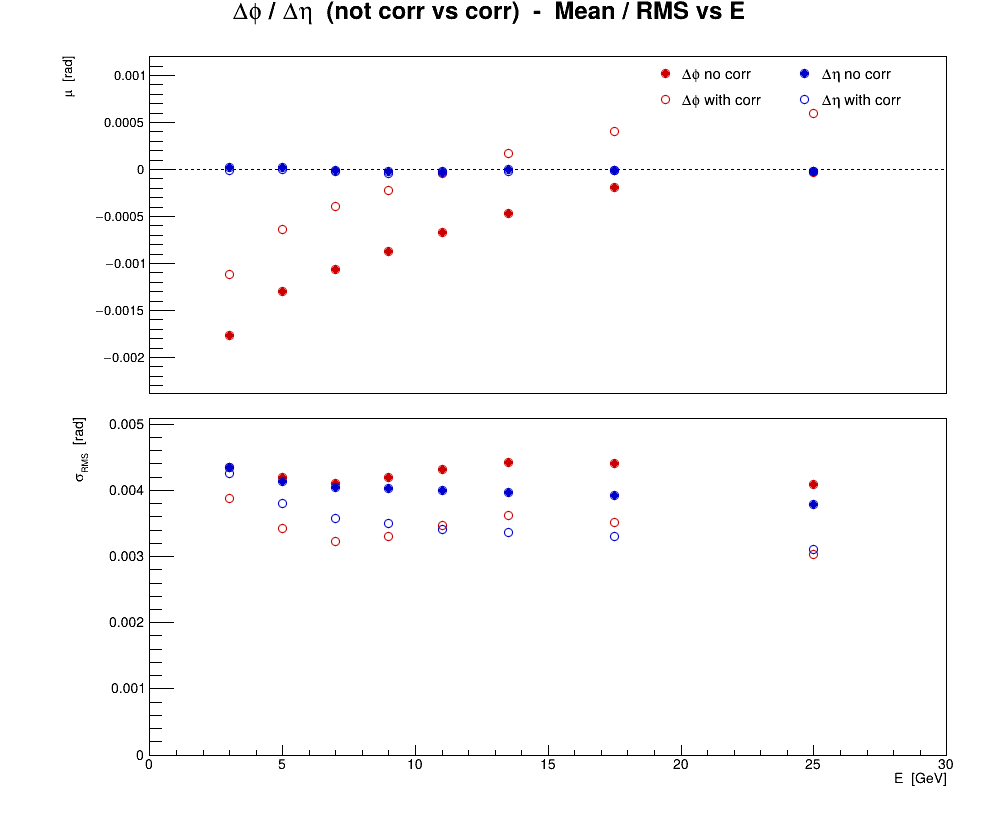 Δϕ / Δη (not corr vs corr) - Mean / RMS vs E
μ [rad]
0.001
0.0005
0
−0.0005
−0.001
−0.0015
−0.002
Δϕ no corr
Δη no corr
Δϕ with corr
Δη with corr
σRMS [rad]
0.005
0.004
0.003
0.002
0.001
0
0 5 10 15 20 25 30
E [GeV]